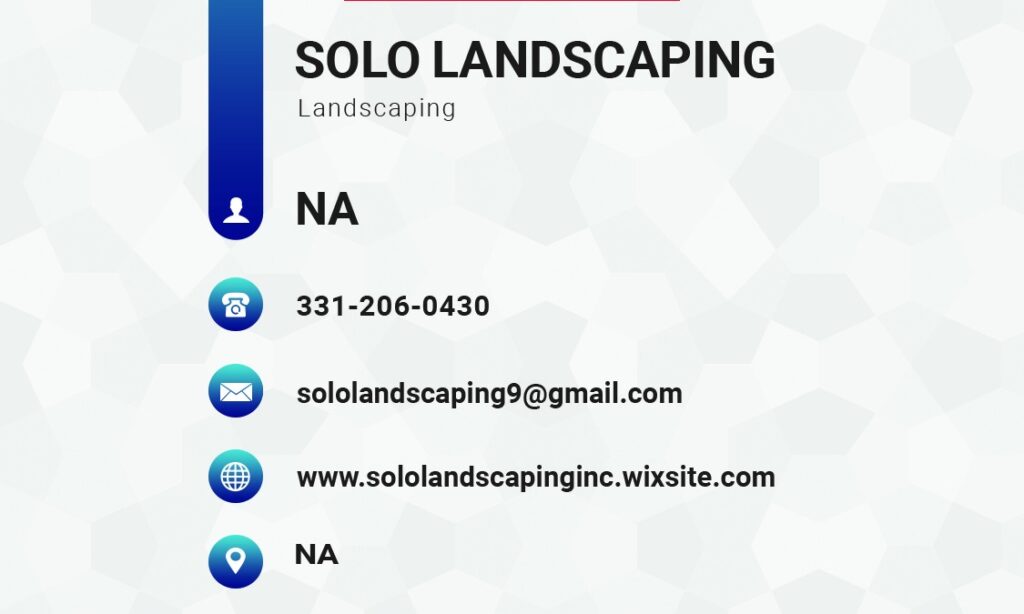 SOLO LANDSCAPING
Landscaping
NA
331-206-0430
sololandscaping9@gmail.com
www.sololandscapinginc.wixsite.com
NA